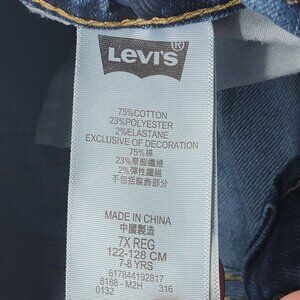 Levi's®
75%COTTON
23%POLYESTER
2%ELASTANE
EXCLUSIVE OF DECORATION
75%棉
23%聚酯纖維
2%彈性纖維
不包括裝飾部分
MADE IN CHINA
中國製造
7X REG
122-128 CM
7-8 YRS
617844192817
8188 - M2H 316
0132